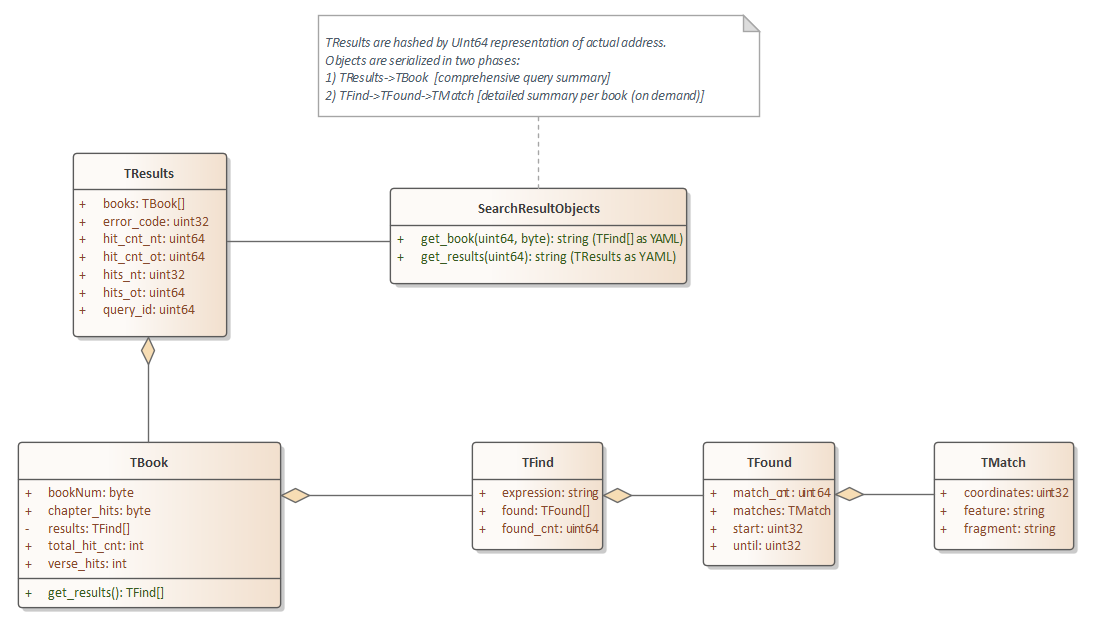 TResults are hashed by UInt64 representation of actual address.
Objects are serialized in two phases:
1) TResults->TBook [comprehensive query summary]
2) TFind->TFound->TMatch [detailed summary per book (on demand)]
TResults
+ books: TBook[]
+ error_code: uint32
+ hit_cnt_nt: uint64
+ hit_cnt_ot: uint64
+ hits_nt: uint32
+ hits_ot: uint64
+ query_id: uint64
SearchResultObjects
+ get_book(uint64, byte): string (TFind[] as YAML)
+ get_results(uint64): string (TResults as YAML)
TBook
+ bookNum: byte
+ chapter_hits: byte
- results: TFind[]
+ total_hit_cnt: int
+ verse_hits: int
+ get_results(): TFind[]
TFind
+ expression: string
+ found: TFound[]
+ found_cnt: uint64
TFound
+ match_cnt: uint64
+ matches: TMatch
+ start: uint32
+ until: uint32
TMatch
+ coordinates: uint32
+ feature: string
+ fragment: string